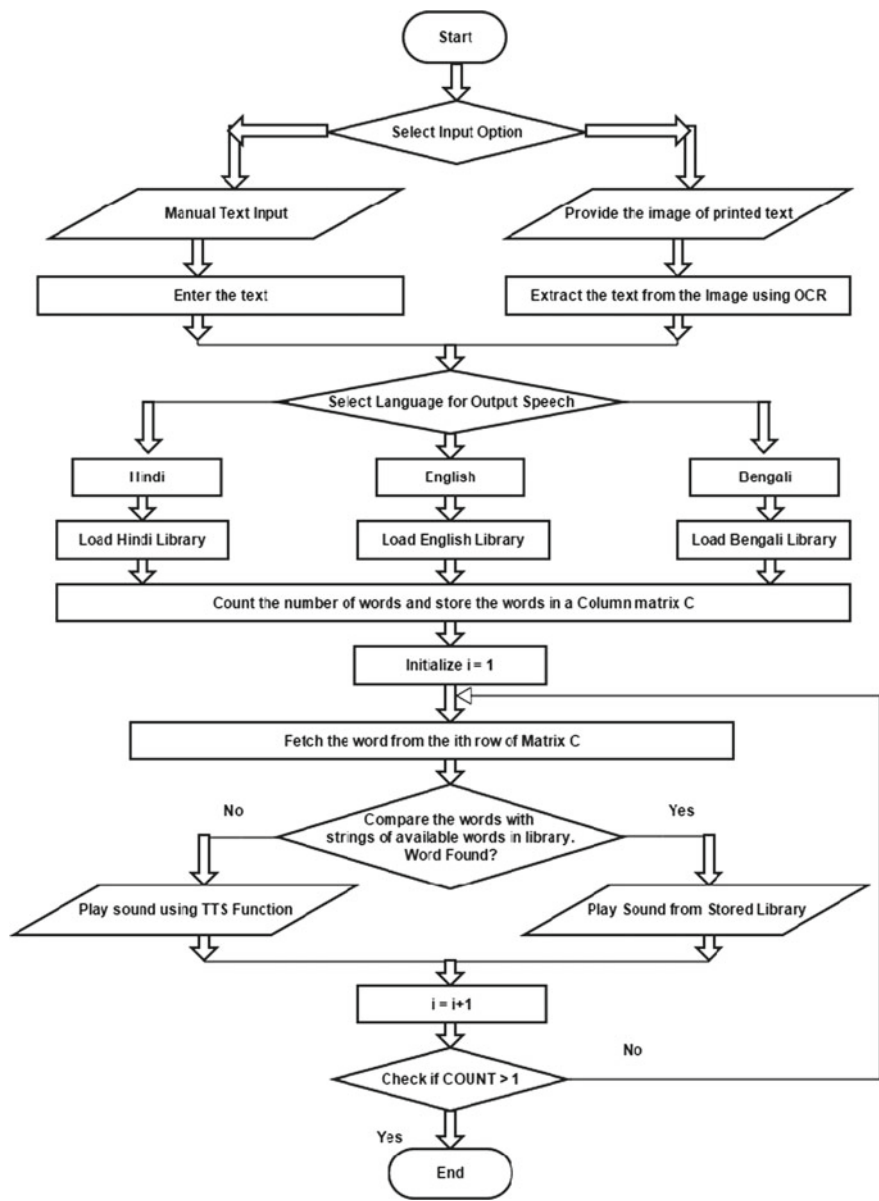 Start
Select Input Option
Manual Text Input
Provide the image of printed text
Enter the text
Extract the text from the Image using OCR
Select Language for Output Speech
Hindi
English
Bengali
Load Hindi Library
Load English Library
Load Bengali Library
Count the number of words and store the words in a Column matrix C
Initialize i = 1
Fetch the word from the ith row of Matrix C
No
Yes
Compare the words with
strings of available words in library.
Word Found?
Play sound using TTS Function
Play Sound from Stored Library
i = i+1
No
Check if COUNT > 1
Yes
End